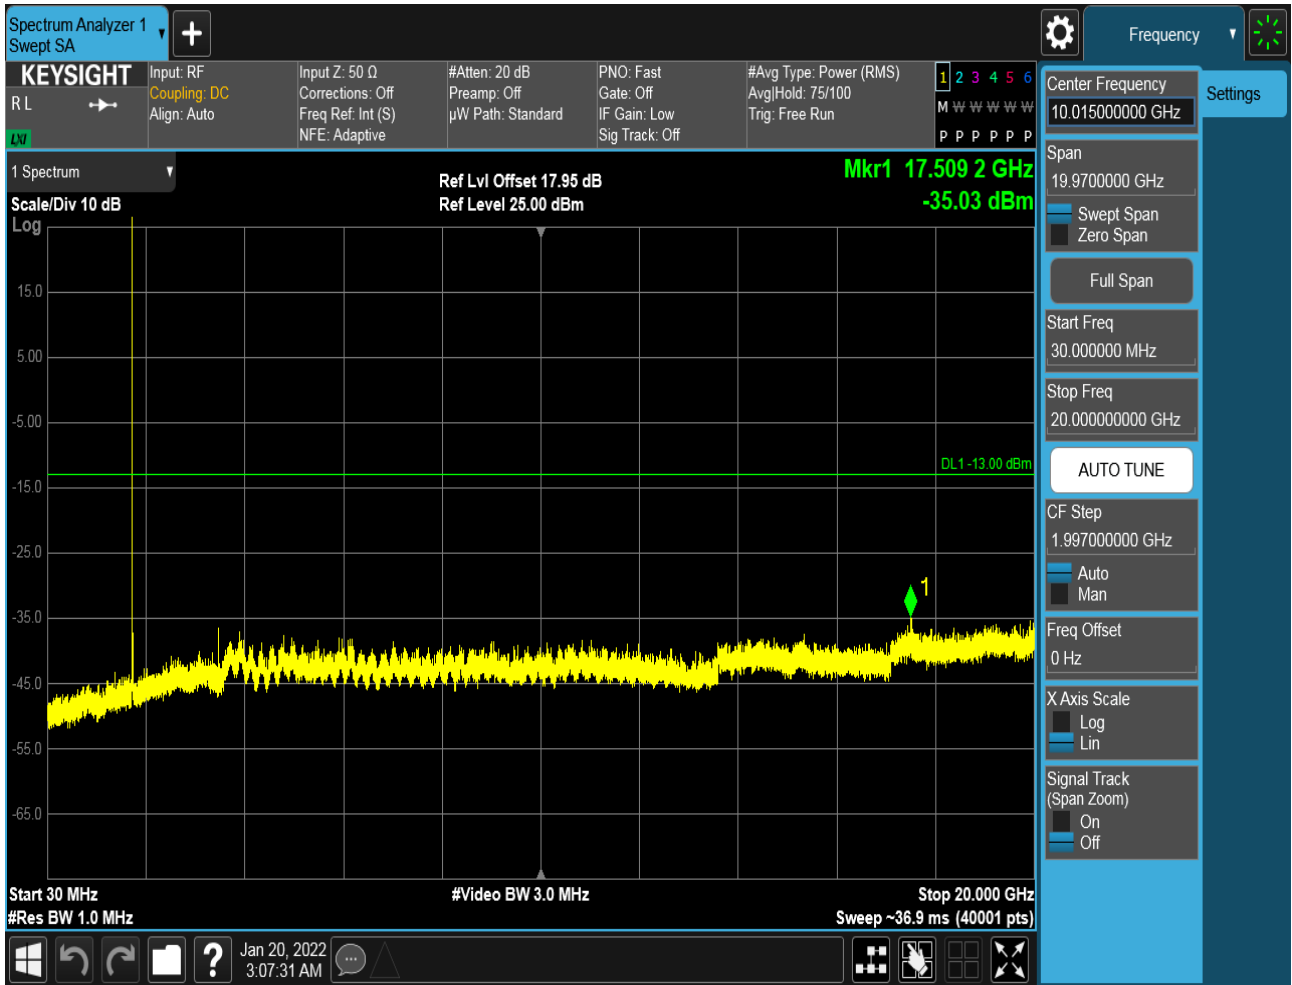 Spectrum Analyzer 1
Swept SA
Frequency
KEYSIGHT
R L
LXI
Input: RF
Coupling: DC
Align: Auto
Input Z: 50 Ω
Corrections: Off
Freq Ref: Int (S)
NFE: Adaptive
#Atten: 20 dB
Preamp: Off
µW Path: Standard
PNO: Fast
Gate: Off
IF Gain: Low
Sig Track: Off
#Avg Type: Power (RMS)
Avg|Hold: 75/100
Trig: Free Run
1 2 3 4 5 6
M W W W W W
P P P P P P
1 Spectrum
Scale/Div 10 dB
Log
Ref Lvl Offset 17.95 dB
Ref Level 25.00 dBm
Mkr1 17.509 2 GHz
-35.03 dBm
15.0
5.00
-5.00
DL1 -13.00 dBm
-15.0
-25.0
1
-35.0
-45.0
-55.0
-65.0
Start 30 MHz
#Res BW 1.0 MHz
#Video BW 3.0 MHz
Stop 20.000 GHz
Sweep ~36.9 ms (40001 pts)
Center Frequency
10.015000000 GHz
Settings
Span
19.9700000 GHz
Swept Span
Zero Span
Full Span
Start Freq
30.000000 MHz
Stop Freq
20.000000000 GHz
AUTO TUNE
CF Step
1.997000000 GHz
Auto
Man
Freq Offset
0 Hz
X Axis Scale
Log
Lin
Signal Track
(Span Zoom)
On
Off
?
Jan 20, 2022
3:07:31 AM